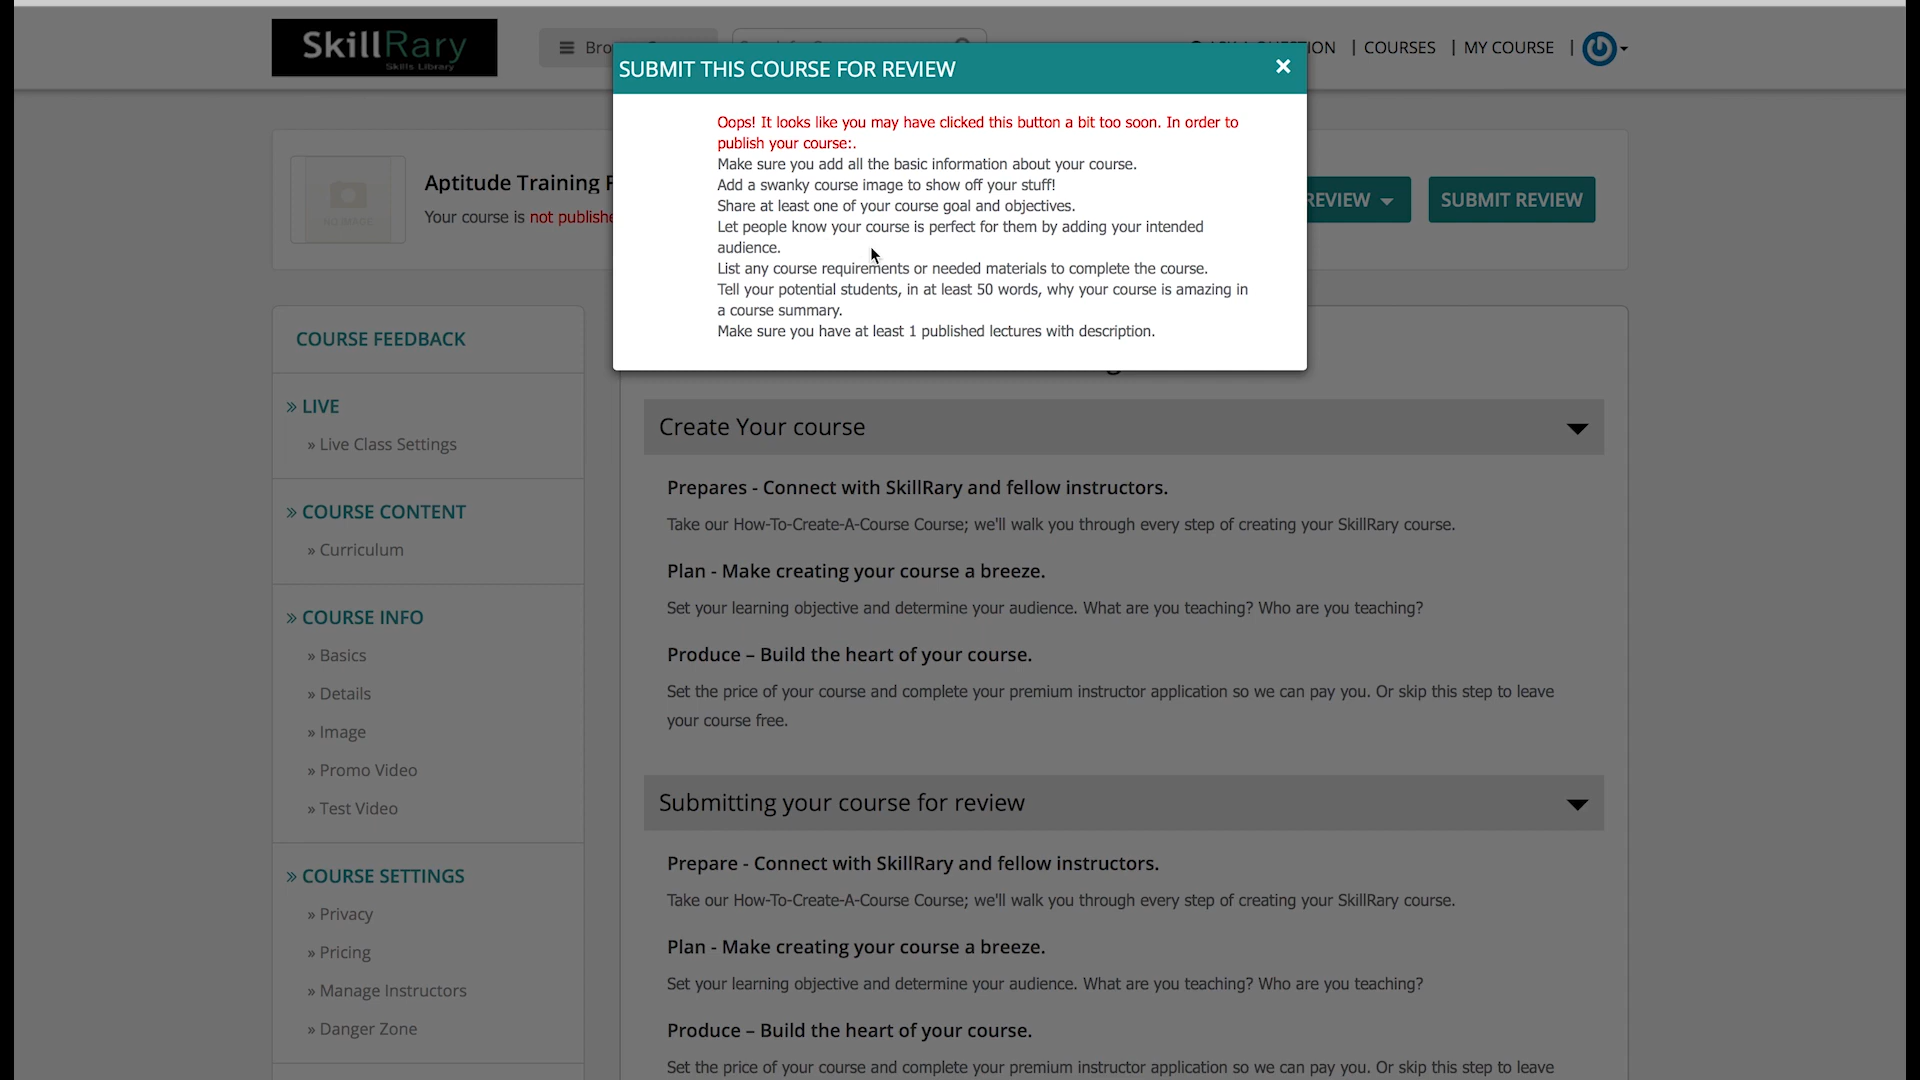 SkillRary
Skills Library
ION | COURSES | MY COURSE |
SUBMIT THIS COURSE FOR REVIEW ×
Oops! It looks like you may have clicked this button a bit too soon. In order to
publish your course:.
Make sure you add all the basic information about your course.
Add a swanky course image to show off your stuff!
Share at least one of your course goal and objectives.
Let people know your course is perfect for them by adding your intended
audience.
List any course requirements or needed materials to complete the course.
Tell your potential students, in at least 50 words, why your course is amazing in
a course summary.
Make sure you have at least 1 published lectures with description.
Aptitude Training
Your course is not publishe
REVIEW
SUBMIT REVIEW
COURSE FEEDBACK
» LIVE
» Live Class Settings
» COURSE CONTENT
» Curriculum
» COURSE INFO
» Basics
» Details
» Image
» Promo Video
» Test Video
» COURSE SETTINGS
» Privacy
» Pricing
» Manage Instructors
» Danger Zone
Create Your course
Prepares - Connect with SkillRary and fellow instructors.
Take our How-To-Create-A-Course Course; we'll walk you through every step of creating your SkillRary course.
Plan - Make creating your course a breeze.
Set your learning objective and determine your audience. What are you teaching? Who are you teaching?
Produce – Build the heart of your course.
Set the price of your course and complete your premium instructor application so we can pay you. Or skip this step to leave
your course free.
Submitting your course for review
Prepare - Connect with SkillRary and fellow instructors.
Take our How-To-Create-A-Course Course; we'll walk you through every step of creating your SkillRary course.
Plan - Make creating your course a breeze.
Set your learning objective and determine your audience. What are you teaching? Who are you teaching?
Produce – Build the heart of your course.
Set the price of your course and complete your premium instructor application so we can pay you. Or skip this step to leave